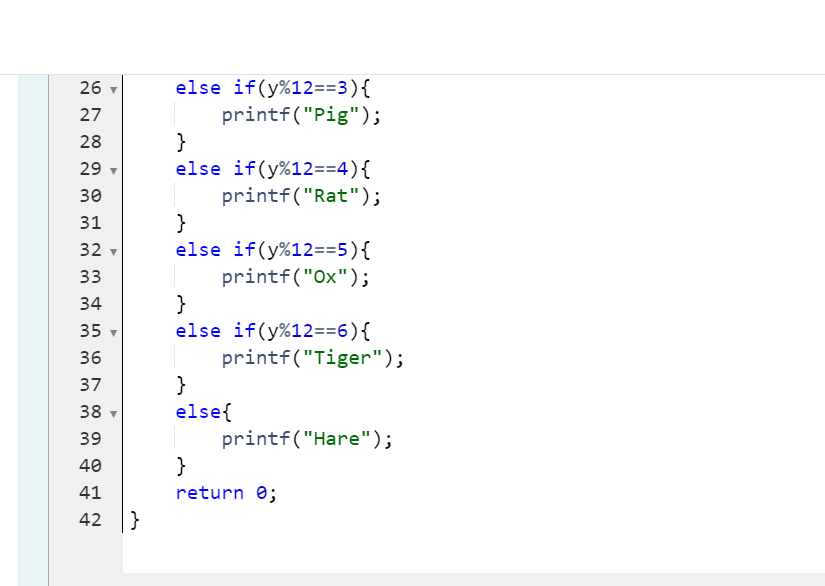 26 else if(y%12==3){
27 printf("Pig");
28 }
29 else if(y%12==4){
30 printf("Rat");
31 }
32 else if(y%12==5){
33 printf("Ox");
34 }
35 else if(y%12==6){
36 printf("Tiger");
37 }
38 else{
39 printf("Hare");
40 }
41 return 0;
42 }